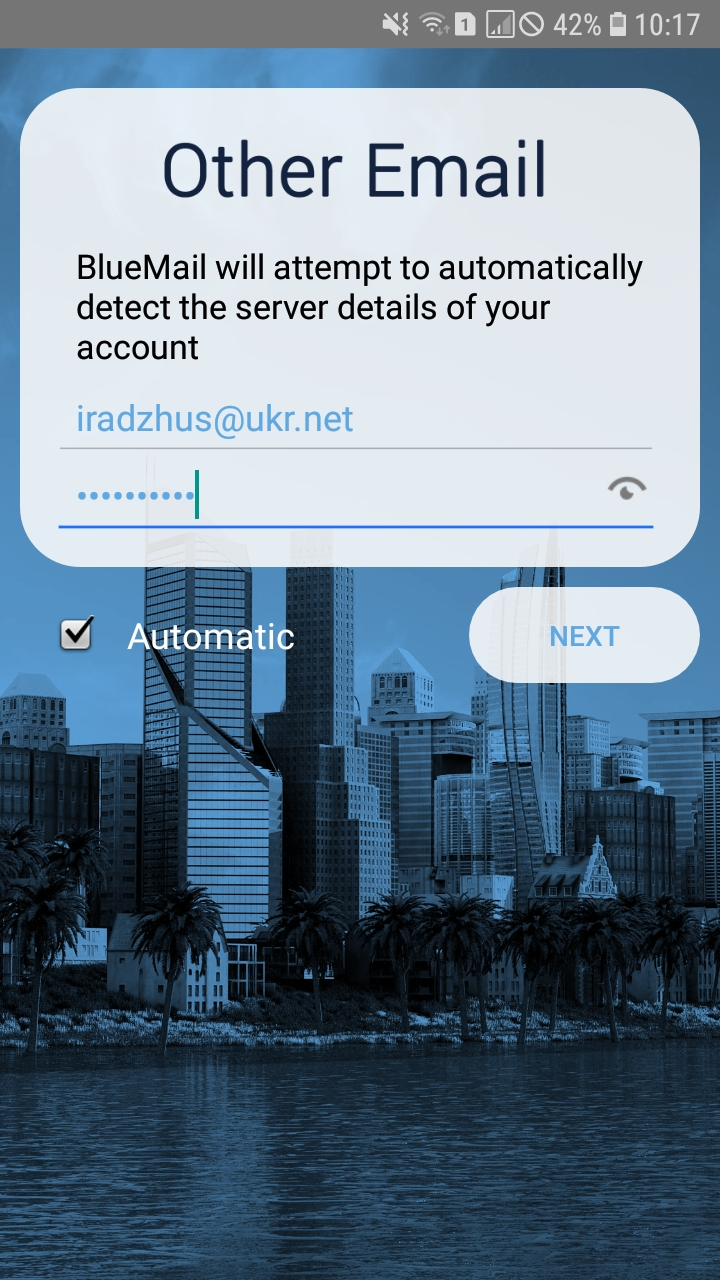 1 42% 10:17
Other Email
BlueMail will attempt to automatically
detect the server details of your
account
iradzhus@ukr.net
••••••••••
Automatic
NEXT